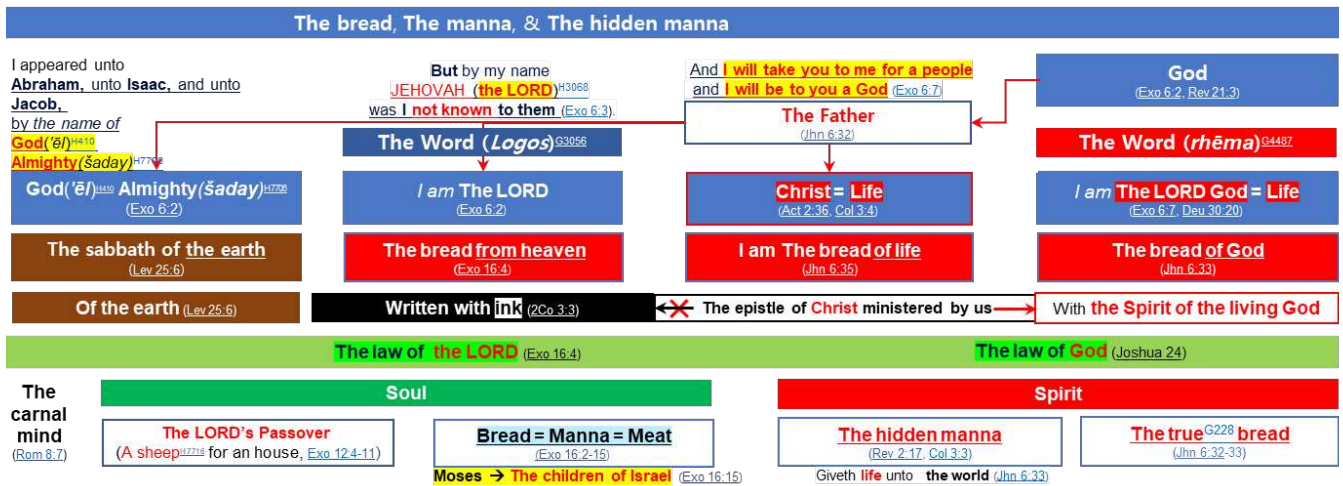 The bread, The manna, & The hidden manna
I appeared unto
Abraham, unto Isaac, and unto
Jacob,
by the name of
God('ēl)H410
Almighty(šaday)H7706
But by my name
JEHOVAH (the LORD)H3068
was I not known to them (Exo 6:3).
And I will take you to me for a people
and I will be to you a God (Exo 6:7)
God
(Exo 6:2, Rev 21:3)
The Father
(Jhn 6:32)
The Word (Logos)G3056
The Word (rhēma)G4487
God('ēl)H410 Almighty(šaday)H7706
(Exo 6:2)
I am The LORD
(Exo 6:2)
Christ = Life
(Act 2:36, Col 3:4)
I am The LORD God = Life
(Exo 6:7, Deu 30:20)
The sabbath of the earth
(Lev 25:6)
The bread from heaven
(Exo 16:4)
I am The bread of life
(Jhn 6:35)
The bread of God
(Jhn 6:33)
Of the earth (Lev 25:6)
Written with ink (2Co 3:3)
The epistle of Christ ministered by us
With the Spirit of the living God
The law of the LORD (Exo 16:4)
The law of God (Joshua 24)
The
carnal
mind
(Rom 8:7)
Soul
Spirit
The LORD's Passover
(A sheepH7716 for an house, Exo 12:4-11)
Bread = Manna = Meat
(Exo 16:2-15)
Moses → The children of Israel (Exo 16:15)
The hidden manna
(Rev 2:17, Col 3:3)
Giveth life unto the world (Jhn 6:33)
The trueG228 bread
(Jhn 6:32-33)